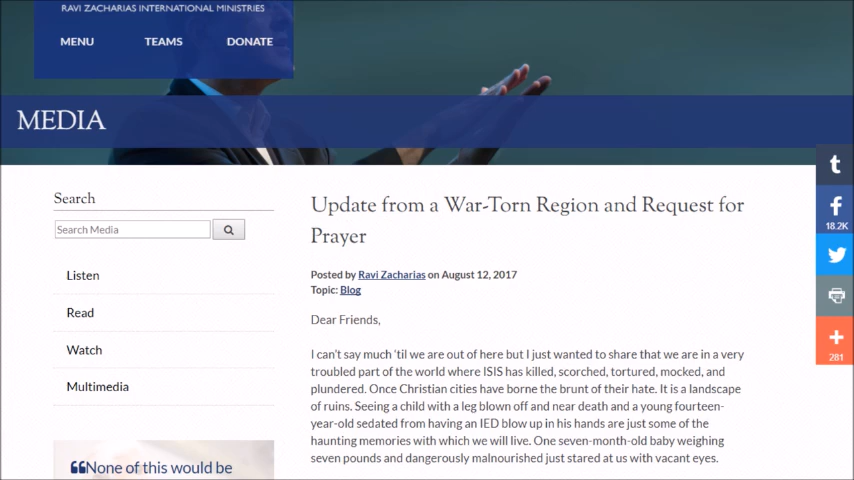 RAVI ZACHARIAS INTERNATIONAL MINISTRIES
MENU TEAMS DONATE
MEDIA
Search
Search Media
Listen
Read
Watch
Multimedia
❝None of this would be
Update from a War-Torn Region and Request for
Prayer
Posted by Ravi Zacharias on August 12, 2017
Topic: Blog
Dear Friends,
I can't say much 'til we are out of here but I just wanted to share that we are in a very
troubled part of the world where ISIS has killed, scorched, tortured, mocked, and
plundered. Once Christian cities have borne the brunt of their hate. It is a landscape
of ruins. Seeing a child with a leg blown off and near death and a young fourteen-
year-old sedated from having an IED blow up in his hands are just some of the
haunting memories with which we will live. One seven-month-old baby weighing
seven pounds and dangerously malnourished just stared at us with vacant eyes.
18.2K
281